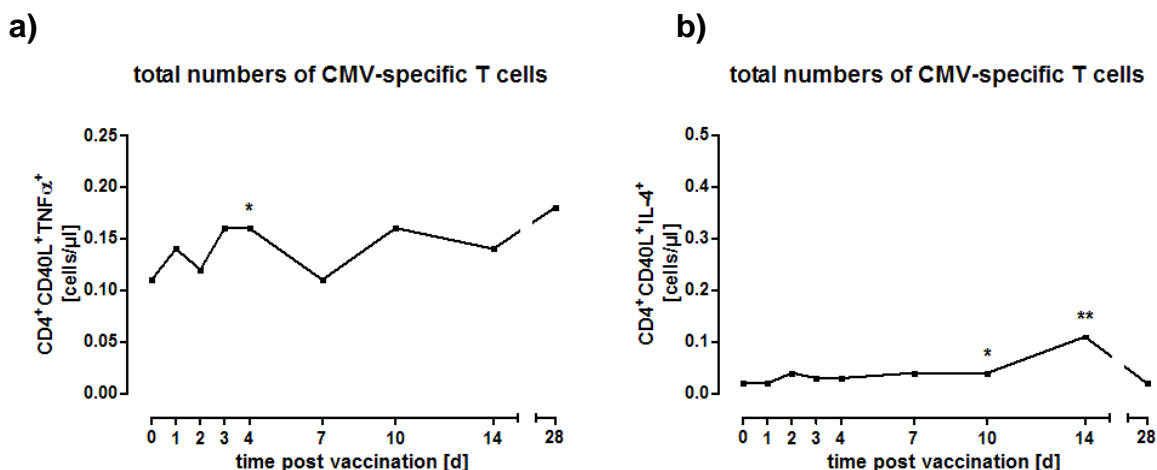 a)
total numbers of CMV-specific T cells
CD4⁺CD40L⁺TNFα⁺
[cells/µl]
0.25
0.20
0.15
0.10
0.05
0.00
*
0 1 2 3 4 7 10 14 28
time post vaccination [d]
b)
total numbers of CMV-specific T cells
CD4⁺CD40L⁺IL-4⁺
[cells/µl]
0.5
0.4
0.3
0.2
0.1
0.0
*
**
0 1 2 3 4 7 10 14 28
time post vaccination [d]